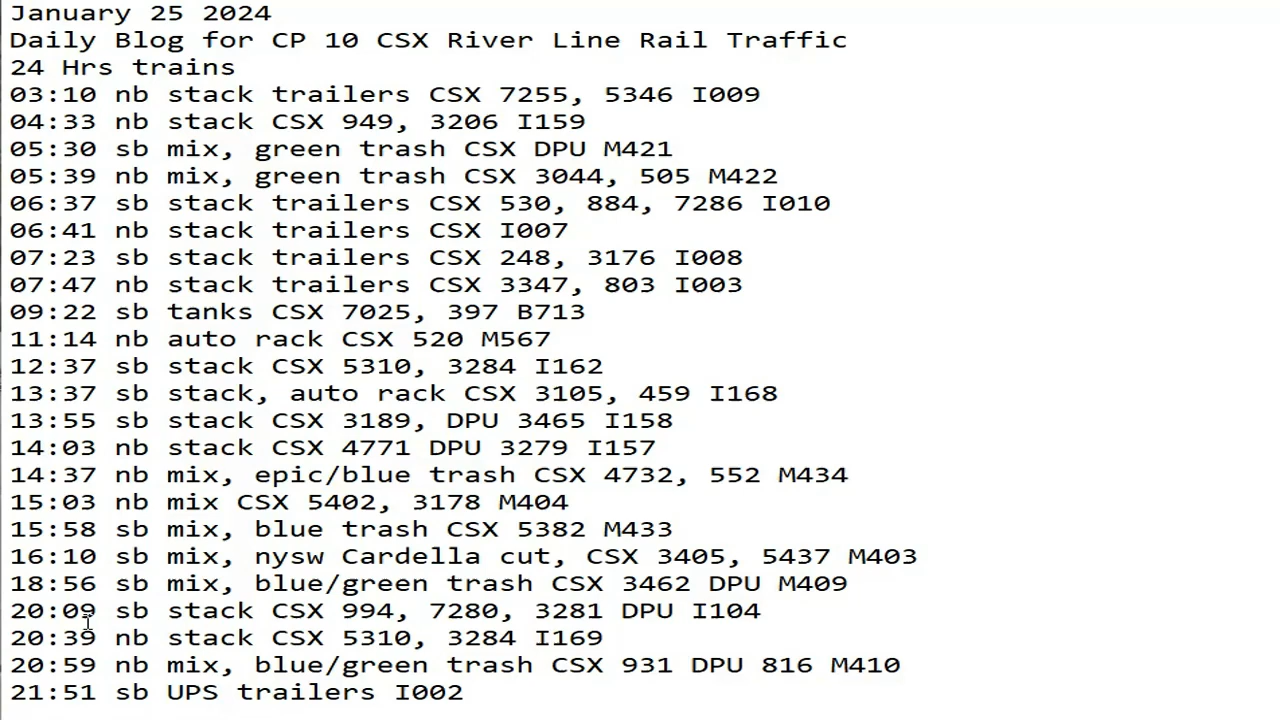 January 25 2024
Daily Blog for CP 10 CSX River Line Rail Traffic
24 Hrs trains
03:10 nb stack trailers CSX 7255, 5346 I009
04:33 nb stack CSX 949, 3206 I159
05:30 sb mix, green trash CSX DPU M421
05:39 nb mix, green trash CSX 3044, 505 M422
06:37 sb stack trailers CSX 530, 884, 7286 I010
06:41 nb stack trailers CSX I007
07:23 sb stack trailers CSX 248, 3176 I008
07:47 nb stack trailers CSX 3347, 803 I003
09:22 sb tanks CSX 7025, 397 B713
11:14 nb auto rack CSX 520 M567
12:37 sb stack CSX 5310, 3284 I162
13:37 sb stack, auto rack CSX 3105, 459 I168
13:55 sb stack CSX 3189, DPU 3465 I158
14:03 nb stack CSX 4771 DPU 3279 I157
14:37 nb mix, epic/blue trash CSX 4732, 552 M434
15:03 nb mix CSX 5402, 3178 M404
15:58 sb mix, blue trash CSX 5382 M433
16:10 sb mix, nysw Cardella cut, CSX 3405, 5437 M403
18:56 sb mix, blue/green trash CSX 3462 DPU M409
20:09 sb stack CSX 994, 7280, 3281 DPU I104
20:39 nb stack CSX 5310, 3284 I169
20:59 nb mix, blue/green trash CSX 931 DPU 816 M410
21:51 sb UPS trailers I002